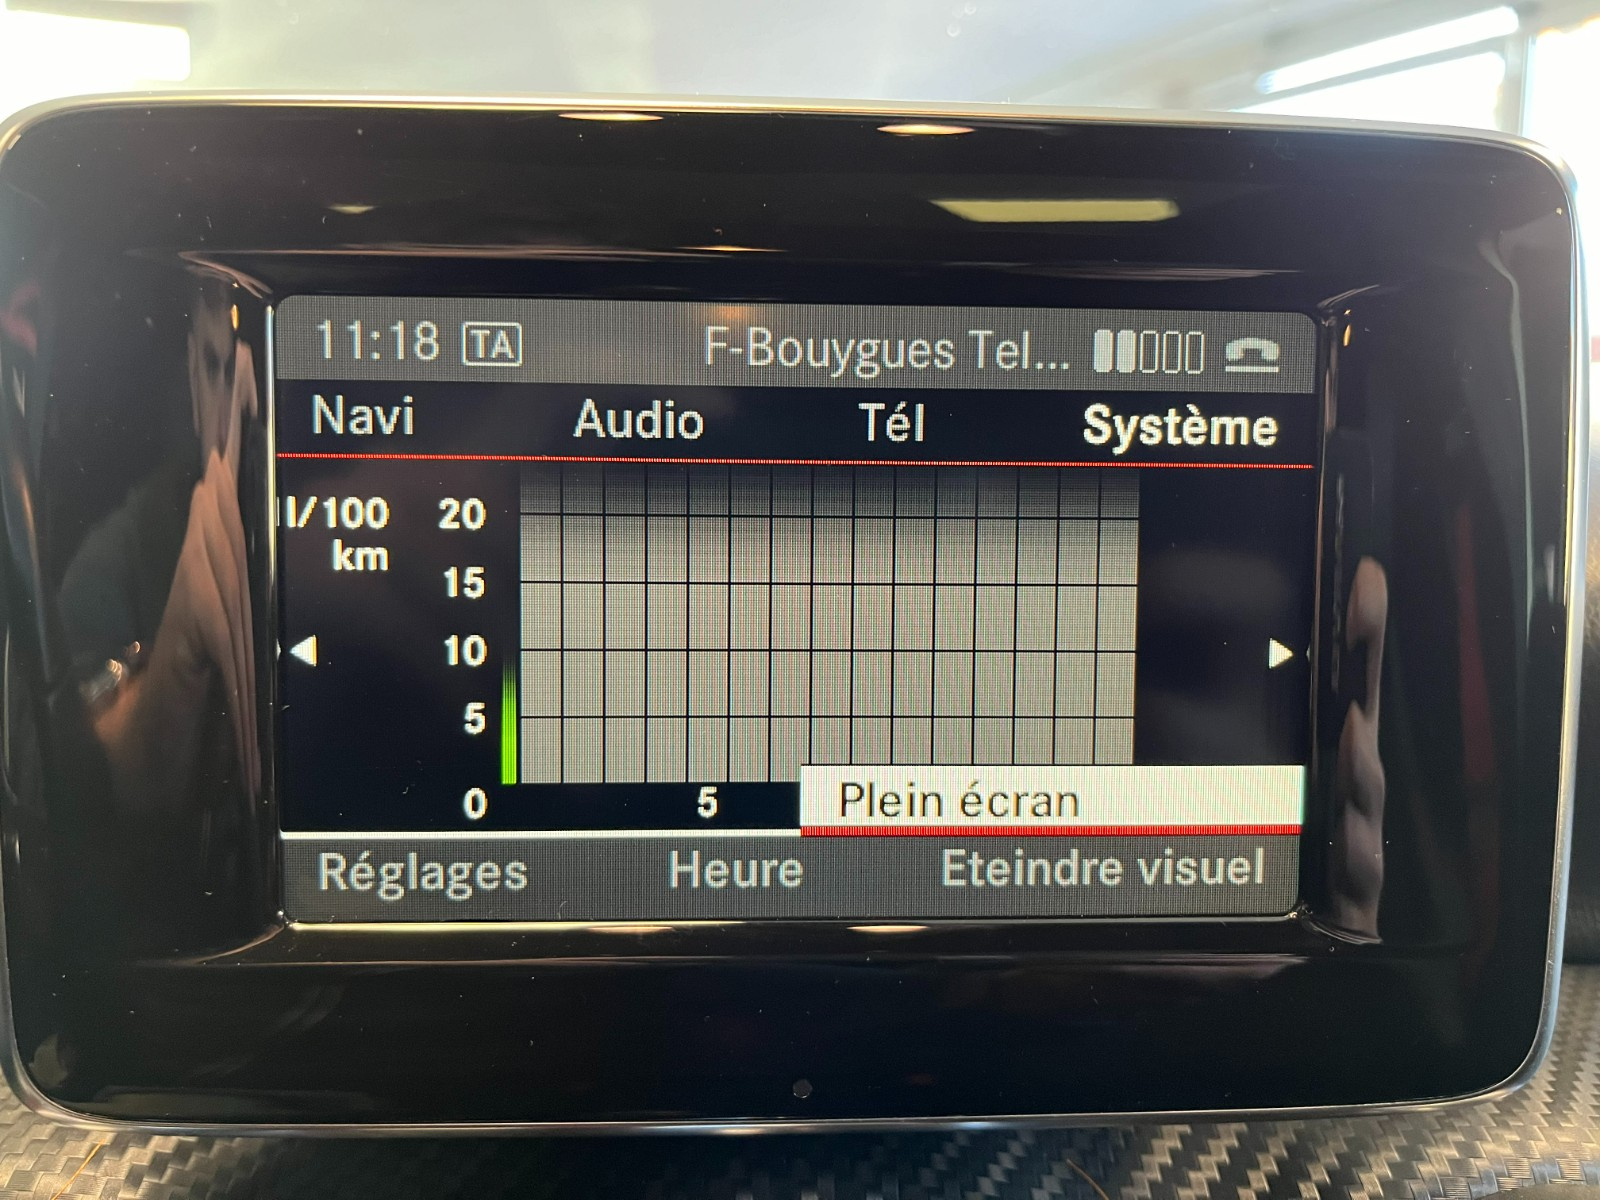 11:18 TA F-Bouygues Tel...
Navi Audio Tél Système
l/100 km
20
15
10
5
0 5
Plein écran
Réglages Heure Eteindre visuel